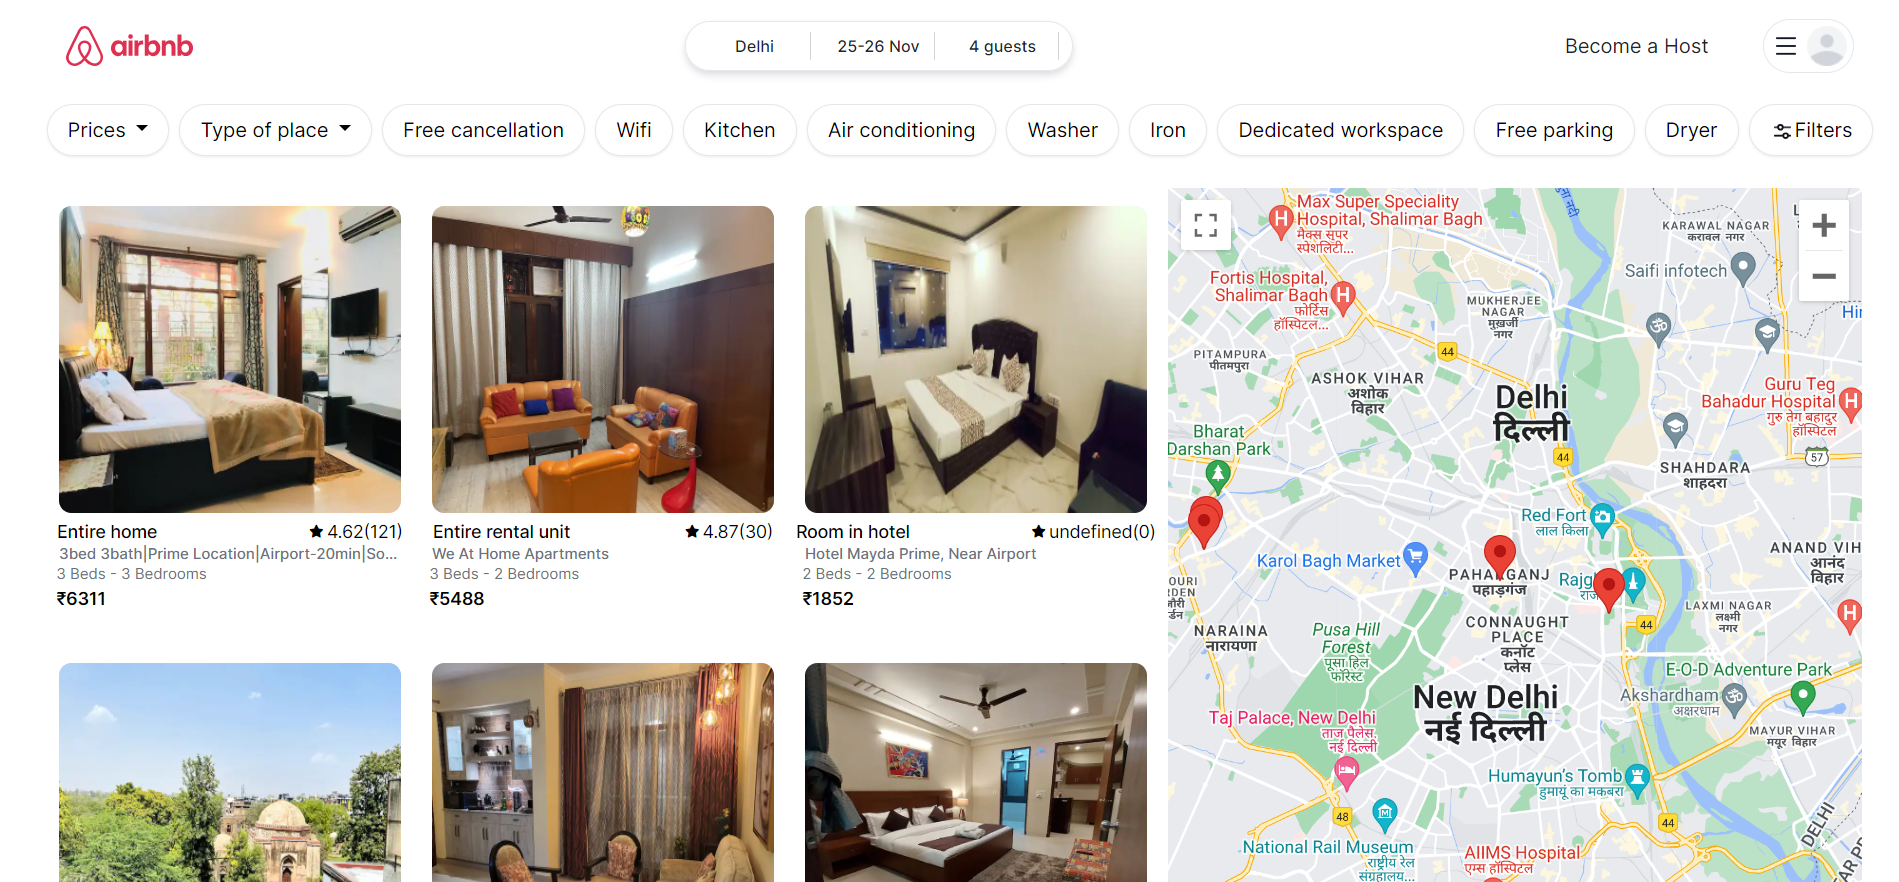 airbnb
Delhi
25-26 Nov
4 guests
Become a Host
Prices
Type of place
Free cancellation
Wifi
Kitchen
Air conditioning
Washer
Iron
Dedicated workspace
Free parking
Dryer
Filters
Entire home
4.62(121)
3bed 3bath|Prime Location|Airport-20min|So...
3 Beds - 3 Bedrooms
₹6311
Entire rental unit
4.87(30)
We At Home Apartments
3 Beds - 2 Bedrooms
₹5488
Room in hotel
undefined(0)
Hotel Mayda Prime, Near Airport
2 Beds - 2 Bedrooms
₹1852
Max Super Speciality
Hospital, Shalimar Bagh
मैक्स सुपर
स्पेशलिटी...
KARAWAL NAGAR
करावल नगर
Saifi infotech
Fortis Hospital,
Shalimar Bagh
फोर्टिस
हॉस्पिटल...
MUKHERJEE
NAGAR
मुखर्जी
नगर
44
PITAMPURA
पीतमपुरा
ASHOK VIHAR
अशोक
विहार
Delhi
दिल्ली
Guru Teg
Bahadur Hospital
गुरु तेग बहादुर
हॉस्पिटल
Bharat
Darshan Park
44
57
SHAHDARA
शाहदरा
Red Fort
लाल किला
Karol Bagh Market
PAHARGANJ
पहाड़गंज
ANAND VIH
आनंद
विहार
LAXMI NAGAR
लक्ष्मी
नगर
44
NARAINA
नारायणा
Pusa Hill
Forest
पूसा हिल
फॉरेस्ट
CONNAUGHT
PLACE
कनॉट
प्लेस
E-O-D Adventure Park
Akshardham
अक्षरधाम
New Delhi
नई दिल्ली
Taj Palace, New Delhi
ताज पैलेस,
नई दिल्ली
MAYUR VIHAR
मयूर विहार
Humayun's Tomb
हुमायूं का मकबरा
48
44
DELHI
National Rail Museum
राष्ट्रीय रेल
संग्रहालय...
AIIMS Hospital
एम्स हॉस्पिटल